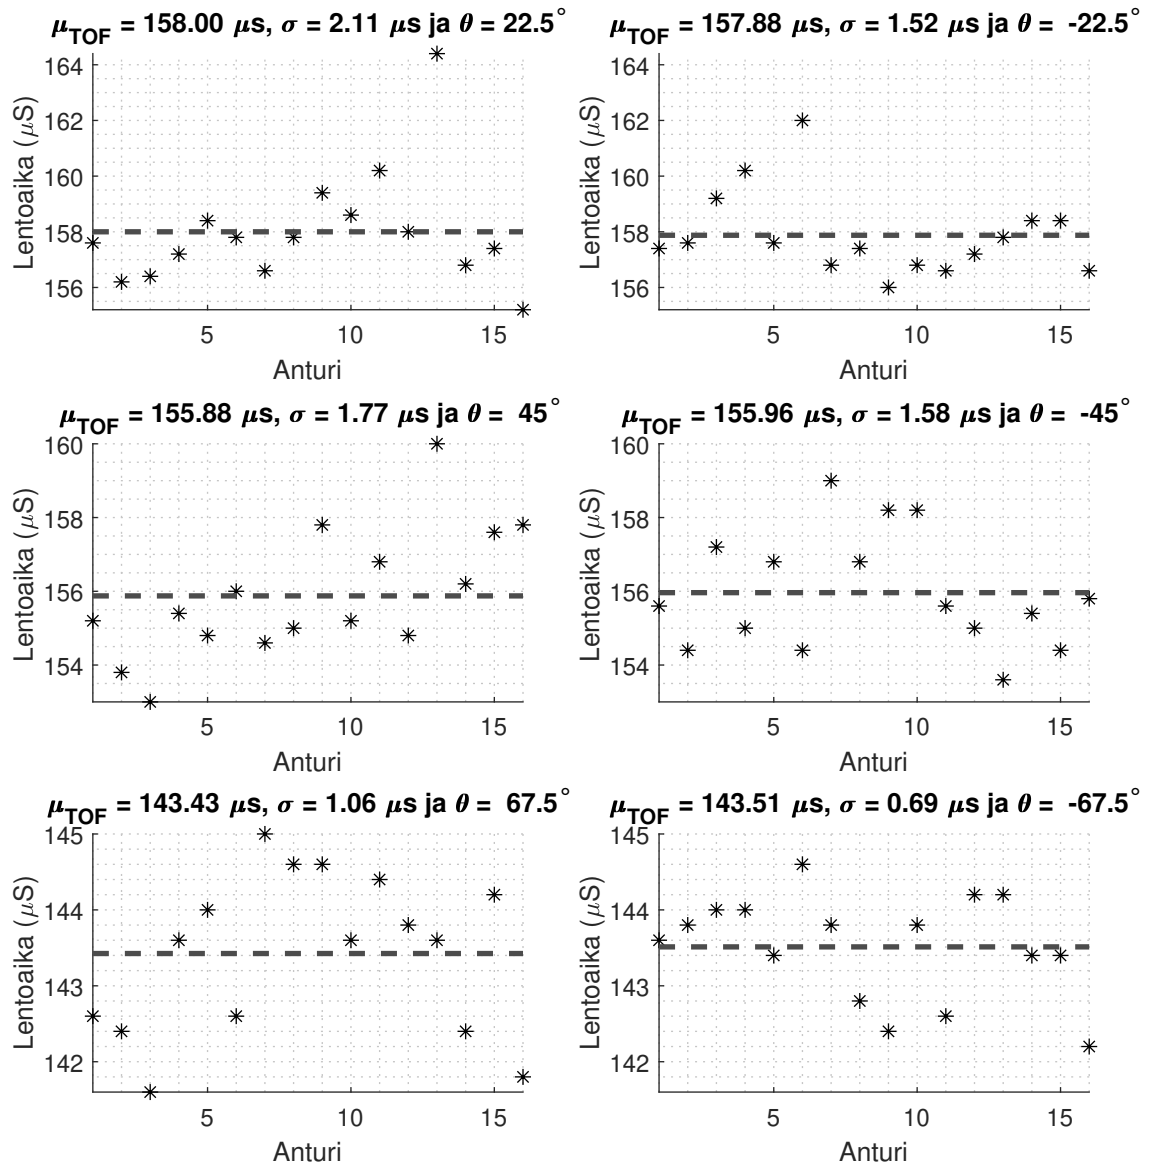 μTOF = 158.00 μs, σ = 2.11 μs ja θ = 22.5°
164
162
160
158
156
Lentoaika (μS)
5
10
15
Anturi
μTOF = 157.88 μs, σ = 1.52 μs ja θ = -22.5°
164
162
160
158
156
Lentoaika (μS)
5
10
15
Anturi
μTOF = 155.88 μs, σ = 1.77 μs ja θ = 45°
160
158
156
154
Lentoaika (μS)
5
10
15
Anturi
μTOF = 155.96 μs, σ = 1.58 μs ja θ = -45°
160
158
156
154
Lentoaika (μS)
5
10
15
Anturi
μTOF = 143.43 μs, σ = 1.06 μs ja θ = 67.5°
145
144
143
142
Lentoaika (μS)
5
10
15
Anturi
μTOF = 143.51 μs, σ = 0.69 μs ja θ = -67.5°
145
144
143
142
Lentoaika (μS)
5
10
15
Anturi